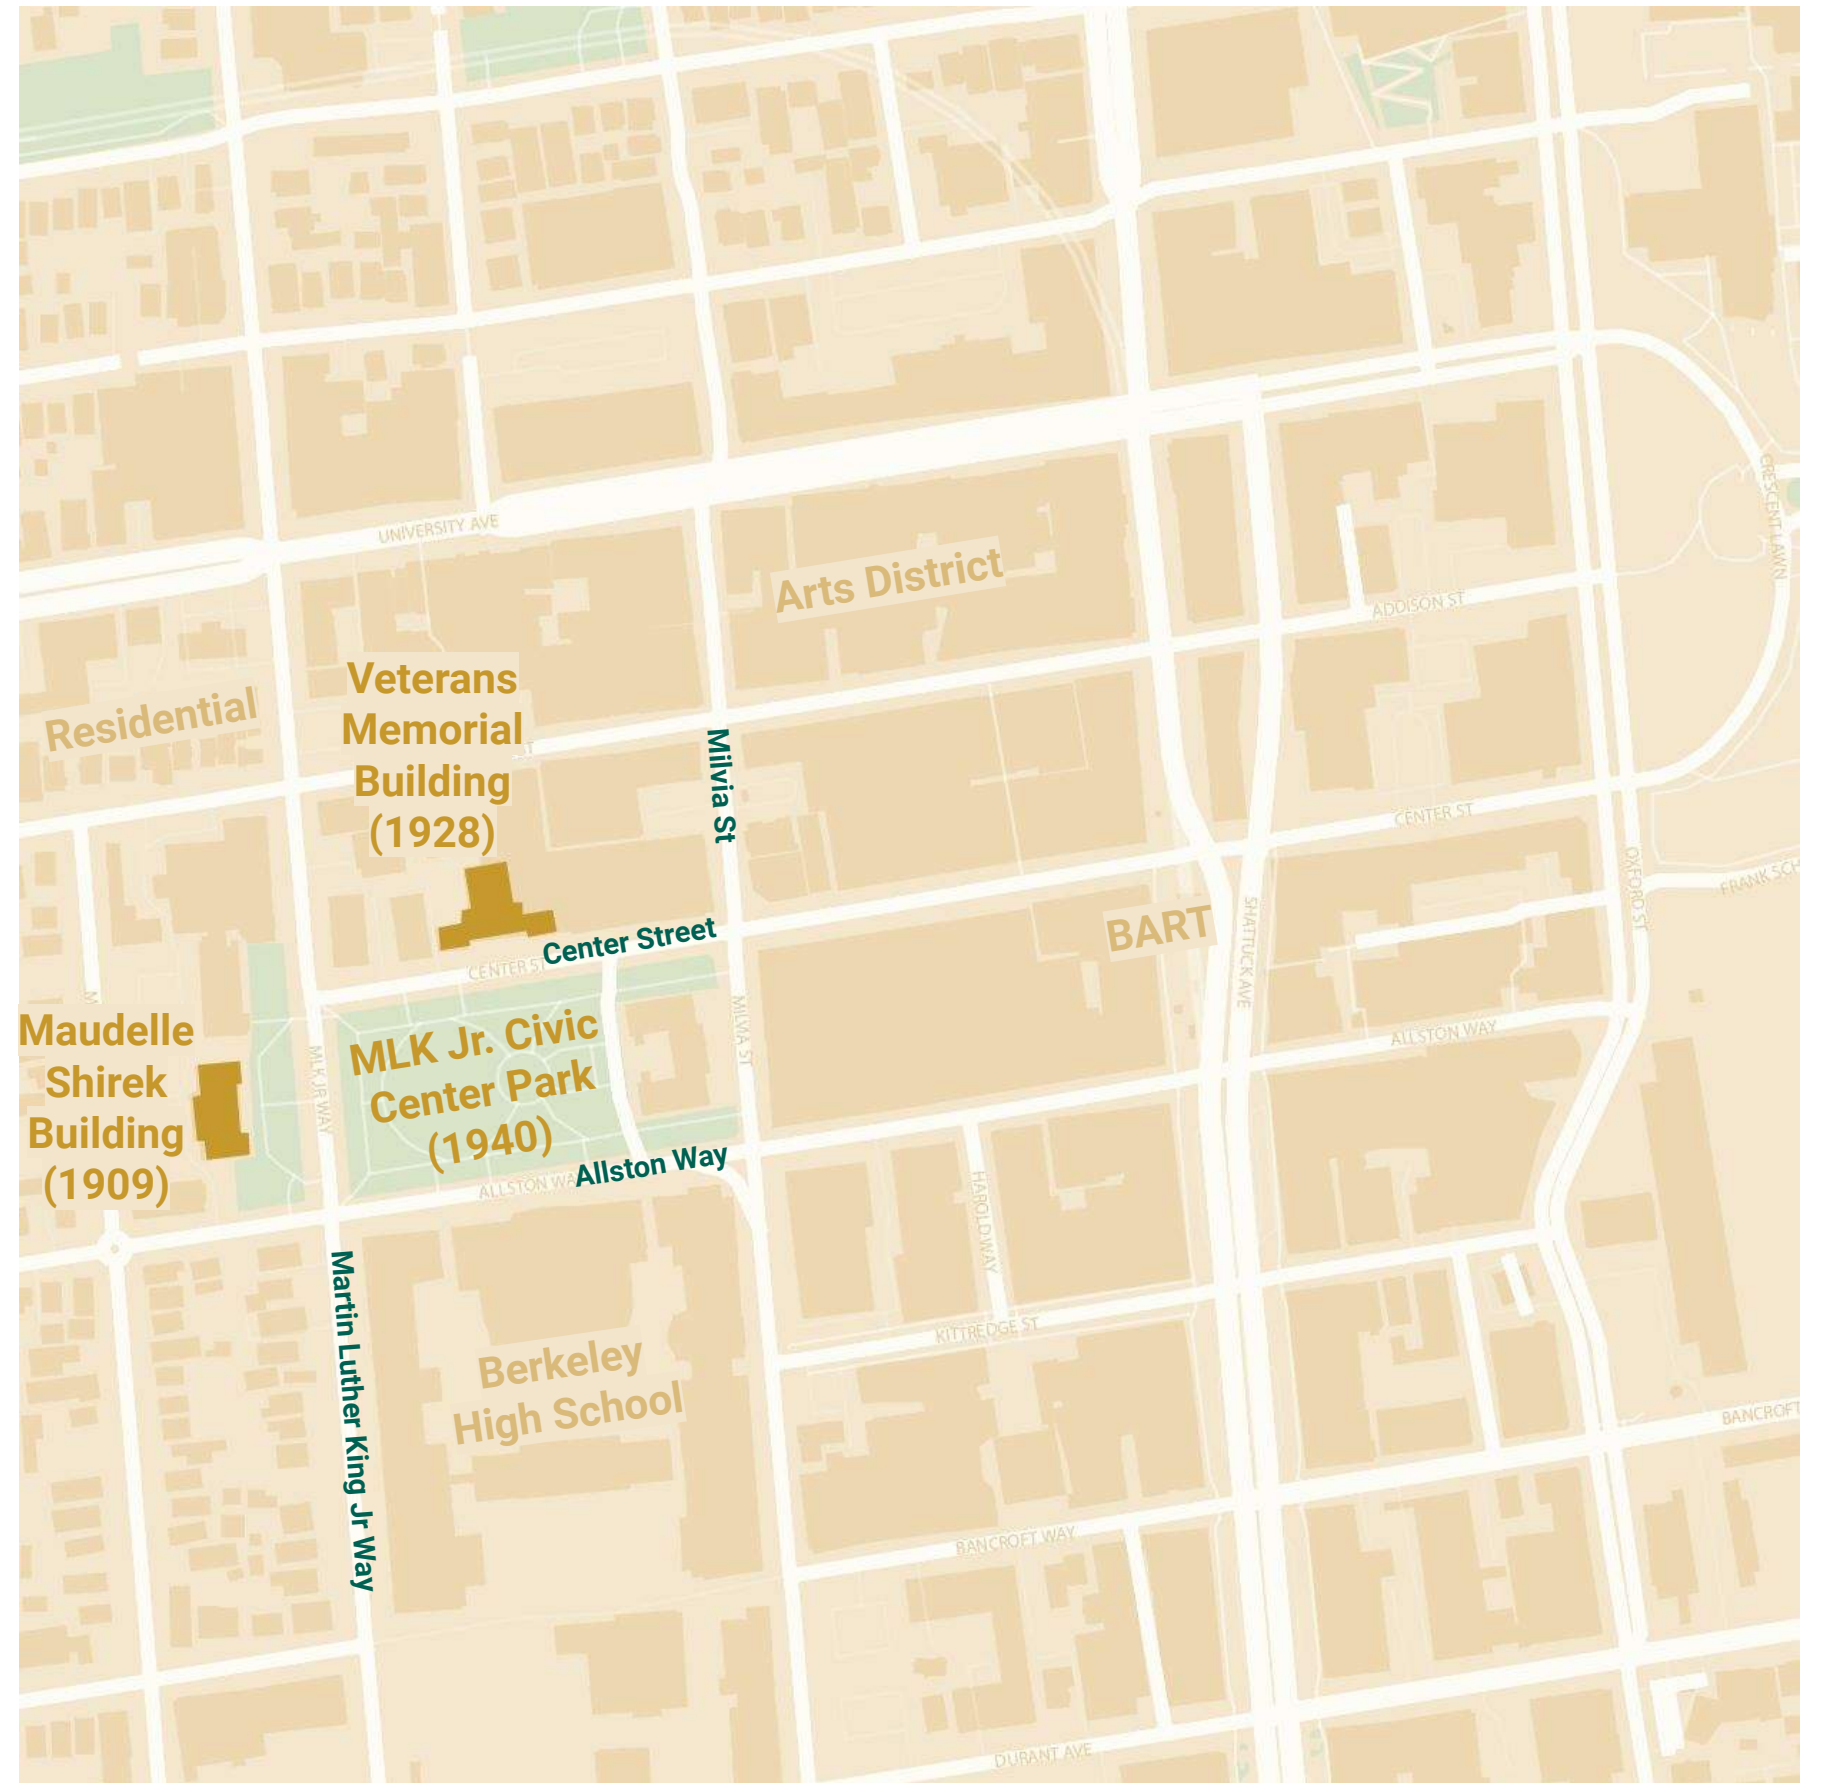 CRESCENT LAWN
UNIVERSITY AVE
Arts District
ADDISON ST
Residential
Veterans
Memorial
Building
(1928)
Milvia St
CENTER ST
OXFORD ST
FRANK SCH
Center Street
CENTER ST
BART
SHATTUCK AVE
Maudelle
Shirek
Building
(1909)
MLK JR WAY
MLK Jr. Civic
Center Park
(1940)
MILVIA ST
ALLSTON WAY
Allston Way
ALLSTON WA
HAROLD WAY
Martin Luther King Jr Way
Berkeley
High School
KITTREDGE ST
BANCROFT
BANCROFT WAY
DURANT AVE